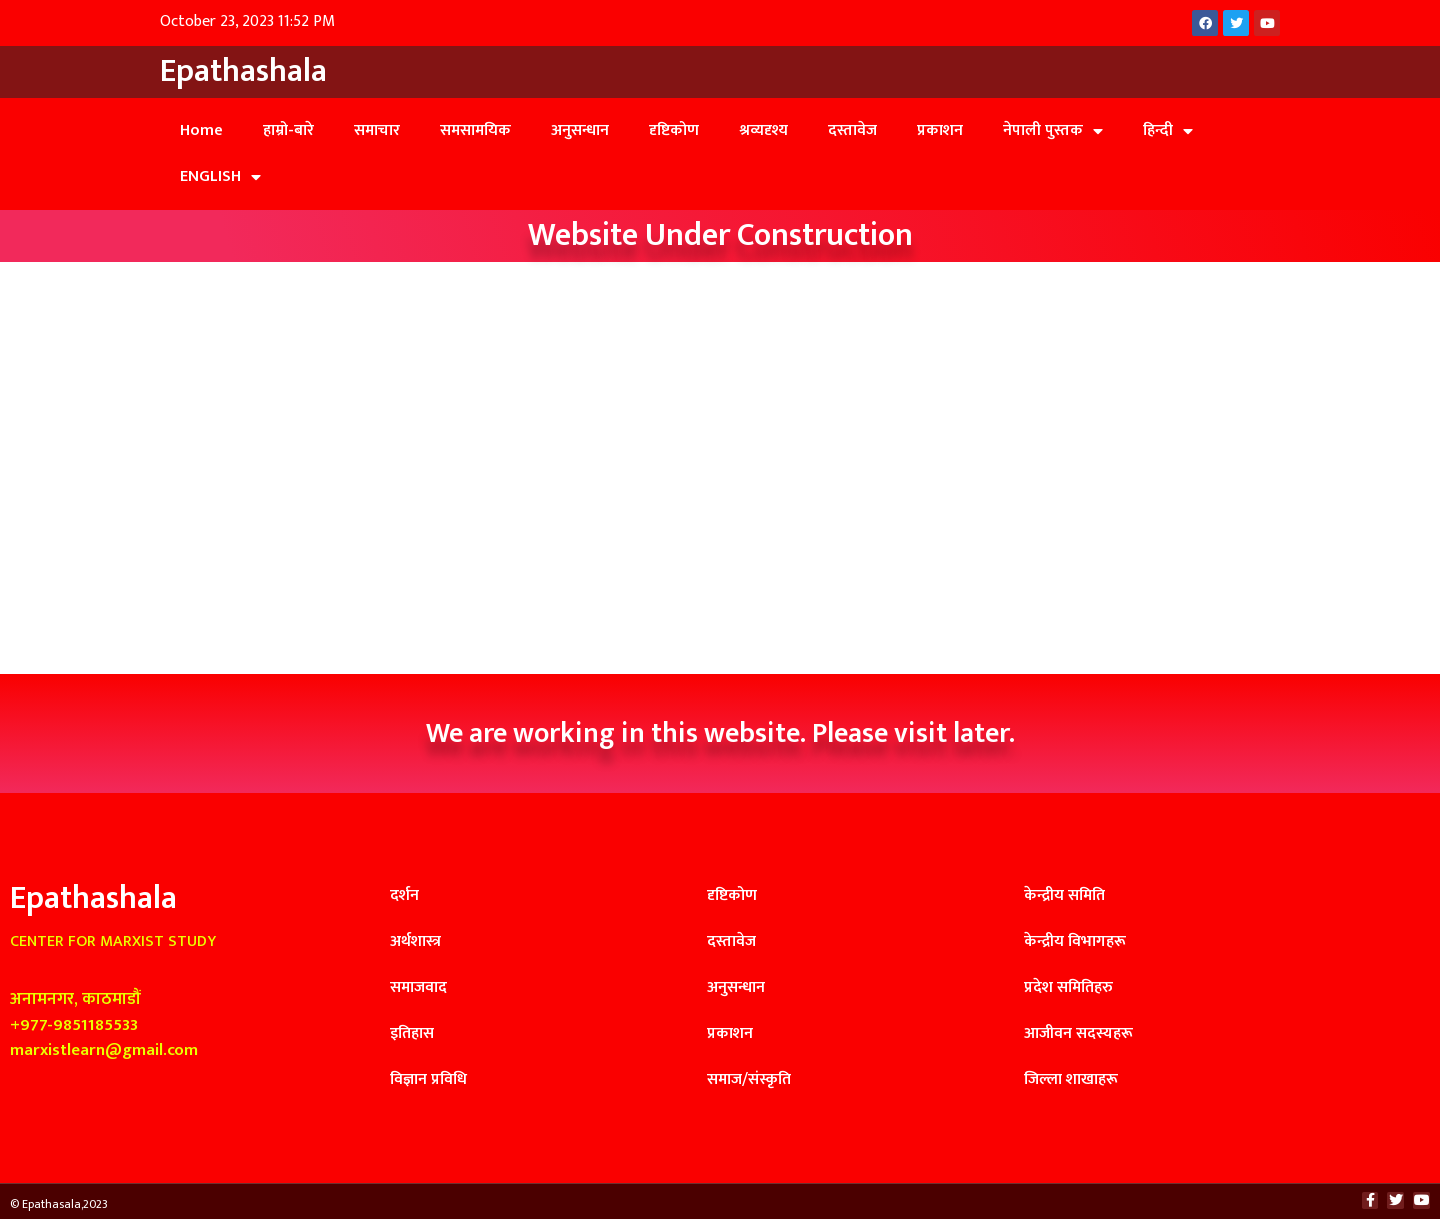 October 23, 2023 11:52 PM
Epathashala
Home हाम्रो-बारे समाचार समसामयिक अनुसन्धान दृष्टिकोण श्रव्यदृश्य दस्तावेज प्रकाशन नेपाली पुस्तक हिन्दी
ENGLISH
Website Under Construction
We are working in this website. Please visit later.
Epathashala
CENTER FOR MARXIST STUDY
अनामनगर, काठमाडौं
+977-9851185533
marxistlearn@gmail.com
दर्शन
अर्थशास्त्र
समाजवाद
इतिहास
विज्ञान प्रविधि
दृष्टिकोण
दस्तावेज
अनुसन्धान
प्रकाशन
समाज/संस्कृति
केन्द्रीय समिति
केन्द्रीय विभागहरू
प्रदेश समितिहरु
आजीवन सदस्यहरू
जिल्ला शाखाहरू
© Epathasala,2023